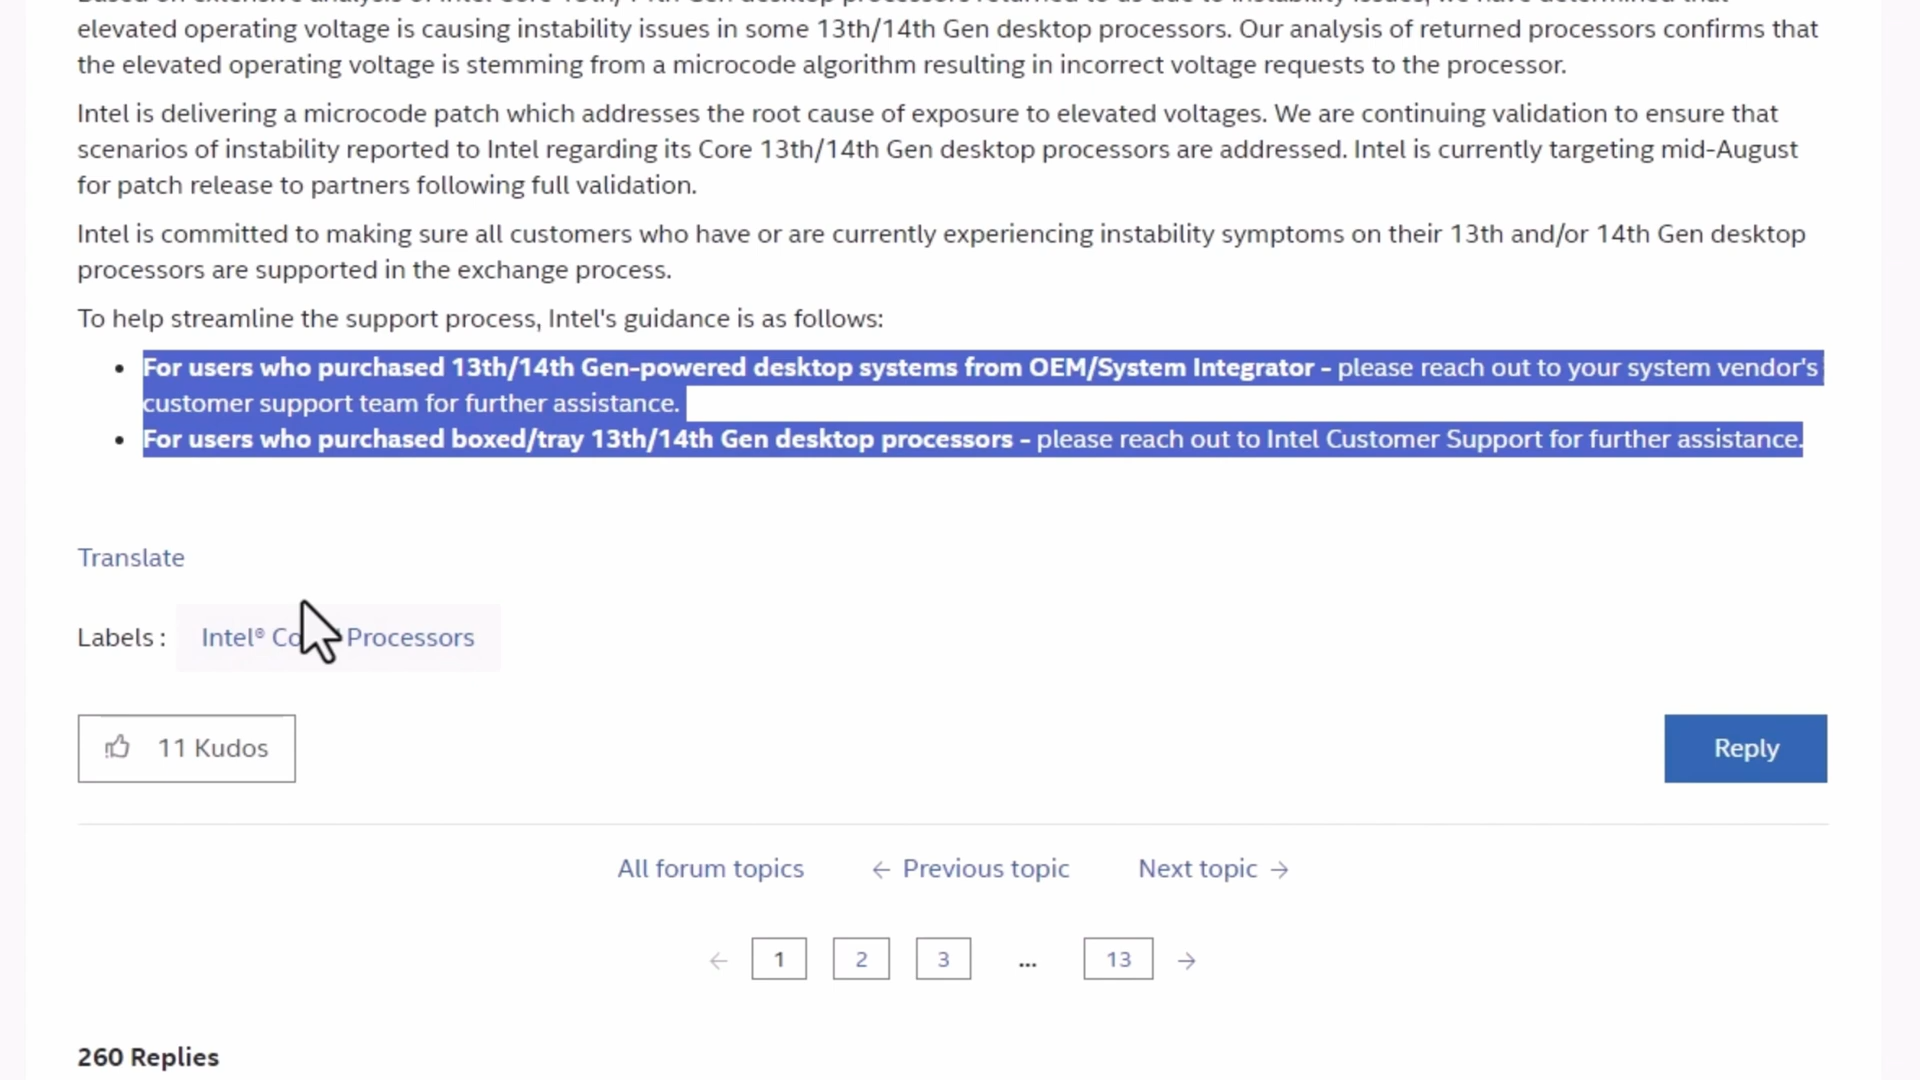 elevated operating voltage is causing instability issues in some 13th/14th Gen desktop processors. Our analysis of returned processors confirms that
the elevated operating voltage is stemming from a microcode algorithm resulting in incorrect voltage requests to the processor.
Intel is delivering a microcode patch which addresses the root cause of exposure to elevated voltages. We are continuing validation to ensure that
scenarios of instability reported to Intel regarding its Core 13th/14th Gen desktop processors are addressed. Intel is currently targeting mid-August
for patch release to partners following full validation.
Intel is committed to making sure all customers who have or are currently experiencing instability symptoms on their 13th and/or 14th Gen desktop
processors are supported in the exchange process.
To help streamline the support process, Intel's guidance is as follows:
• For users who purchased 13th/14th Gen-powered desktop systems from OEM/System Integrator - please reach out to your system vendor's
customer support team for further assistance.
• For users who purchased boxed/tray 13th/14th Gen desktop processors - please reach out to Intel Customer Support for further assistance.
Translate
Labels : Intel® Processors
11 Kudos
Reply
All forum topics ← Previous topic Next topic →
← 1 2 3 ... 13 →
260 Replies